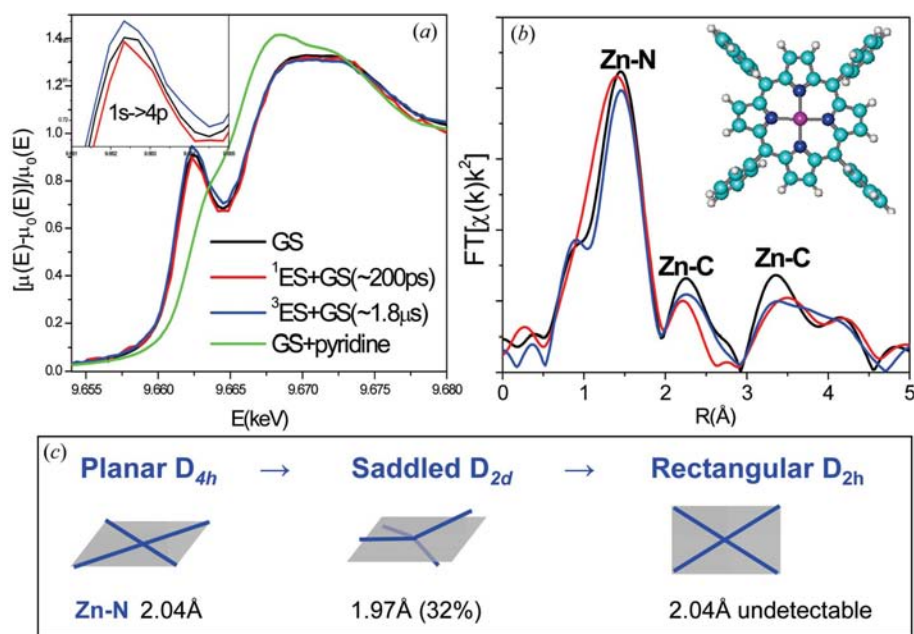 (a)
1.4
1.2
1.0
0.8
0.6
0.4
0.2
0.0
[μ(E)-μ₀(E)]/μ₀(E)
1s->4p
GS
¹ES+GS(~200ps)
³ES+GS(~1.8μs)
GS+pyridine
9.655 9.660 9.665 9.670 9.675 9.680
E(keV)
(b)
Zn-N
Zn-C
Zn-C
FT[χ(k)k²]
0 1 2 3 4 5
R(Å)
(c)
Planar D₄ₕ → Saddled D₂d → Rectangular D₂ₕ
Zn-N 2.04Å 1.97Å (32%) 2.04Å undetectable